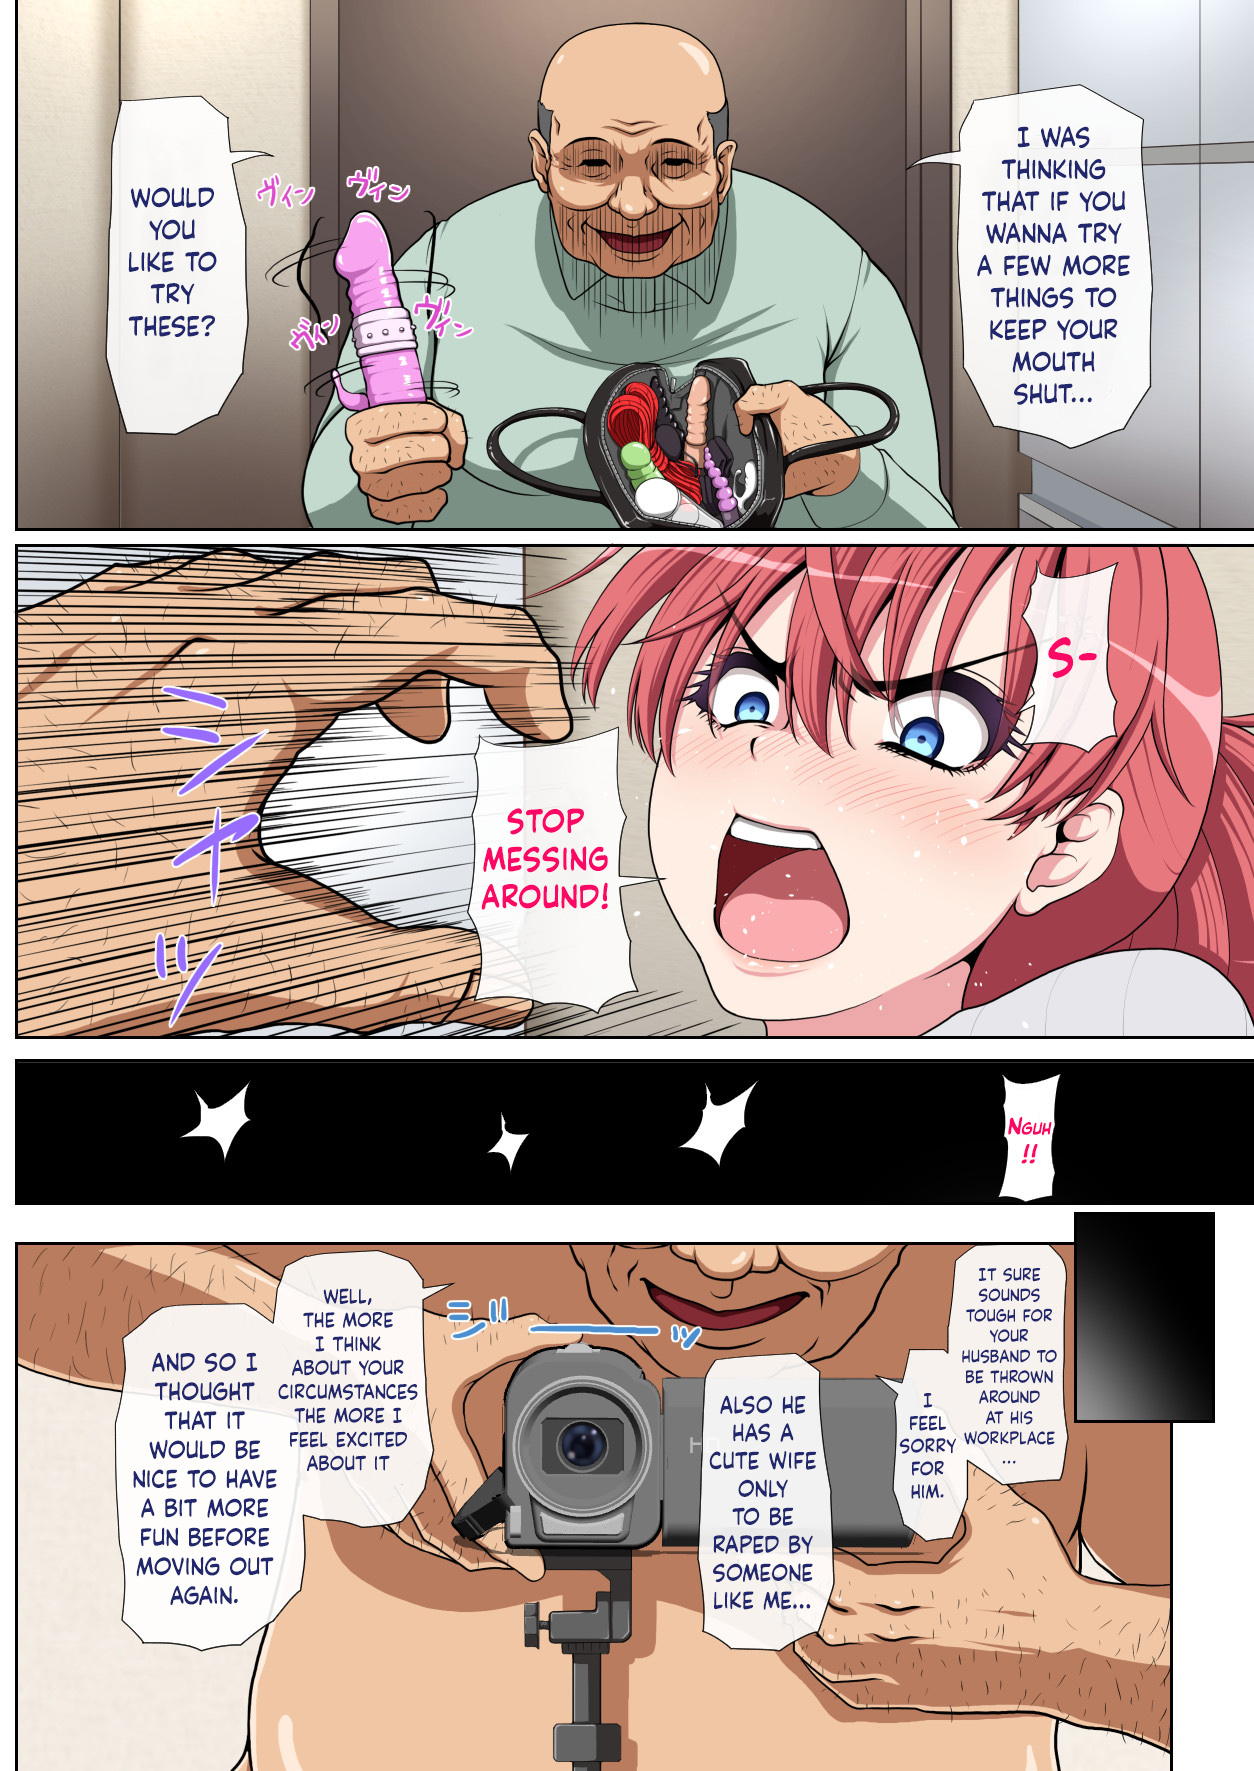 I WAS
THINKING
THAT IF YOU
WANNA TRY
A FEW MORE
THINGS TO
KEEP YOUR
MOUTH
SHUT...
WOULD
YOU
LIKE TO
TRY
THESE?
ヴィン
ヴィン
ヴィン
ヴィン
S-
STOP
MESSING
AROUND!
シャッ
NGUH
!!
IT SURE
SOUNDS
TOUGH FOR
YOUR
HUSBAND TO
BE THROWN
AROUND
AT HIS
WORKPLACE
...
I
FEEL
SORRY
FOR
HIM.
ALSO HE
HAS A
CUTE WIFE
ONLY
TO BE
RAPED BY
SOMEONE
LIKE ME...
WELL,
THE MORE
I THINK
ABOUT YOUR
CIRCUMSTANCES
THE MORE I
FEEL EXCITED
ABOUT IT
AND SO I
THOUGHT
THAT IT
WOULD BE
NICE TO HAVE
A BIT MORE
FUN BEFORE
MOVING OUT
AGAIN.
ジーッ